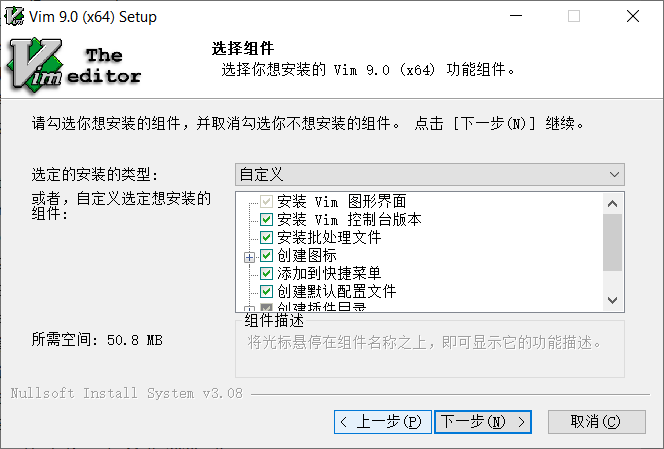 Vim 9.0 (x64) Setup
The
Vim editor
选择组件
选择你想安装的 Vim 9.0 (x64) 功能组件。
请勾选你想安装的组件，并取消勾选你不想安装的组件。 点击 [下一步(N)] 继续。
选定的安装的类型:
自定义
或者，自定义选定想安装的
组件:
安装 Vim 图形界面
安装 Vim 控制台版本
安装批处理文件
创建图标
添加到快捷菜单
创建默认配置文件
创建插件目录
所需空间: 50.8 MB
组件描述
将光标悬停在组件名称之上，即可显示它的功能描述。
Nullsoft Install System v3.08
< 上一步(P)
下一步(N) >
取消(C)